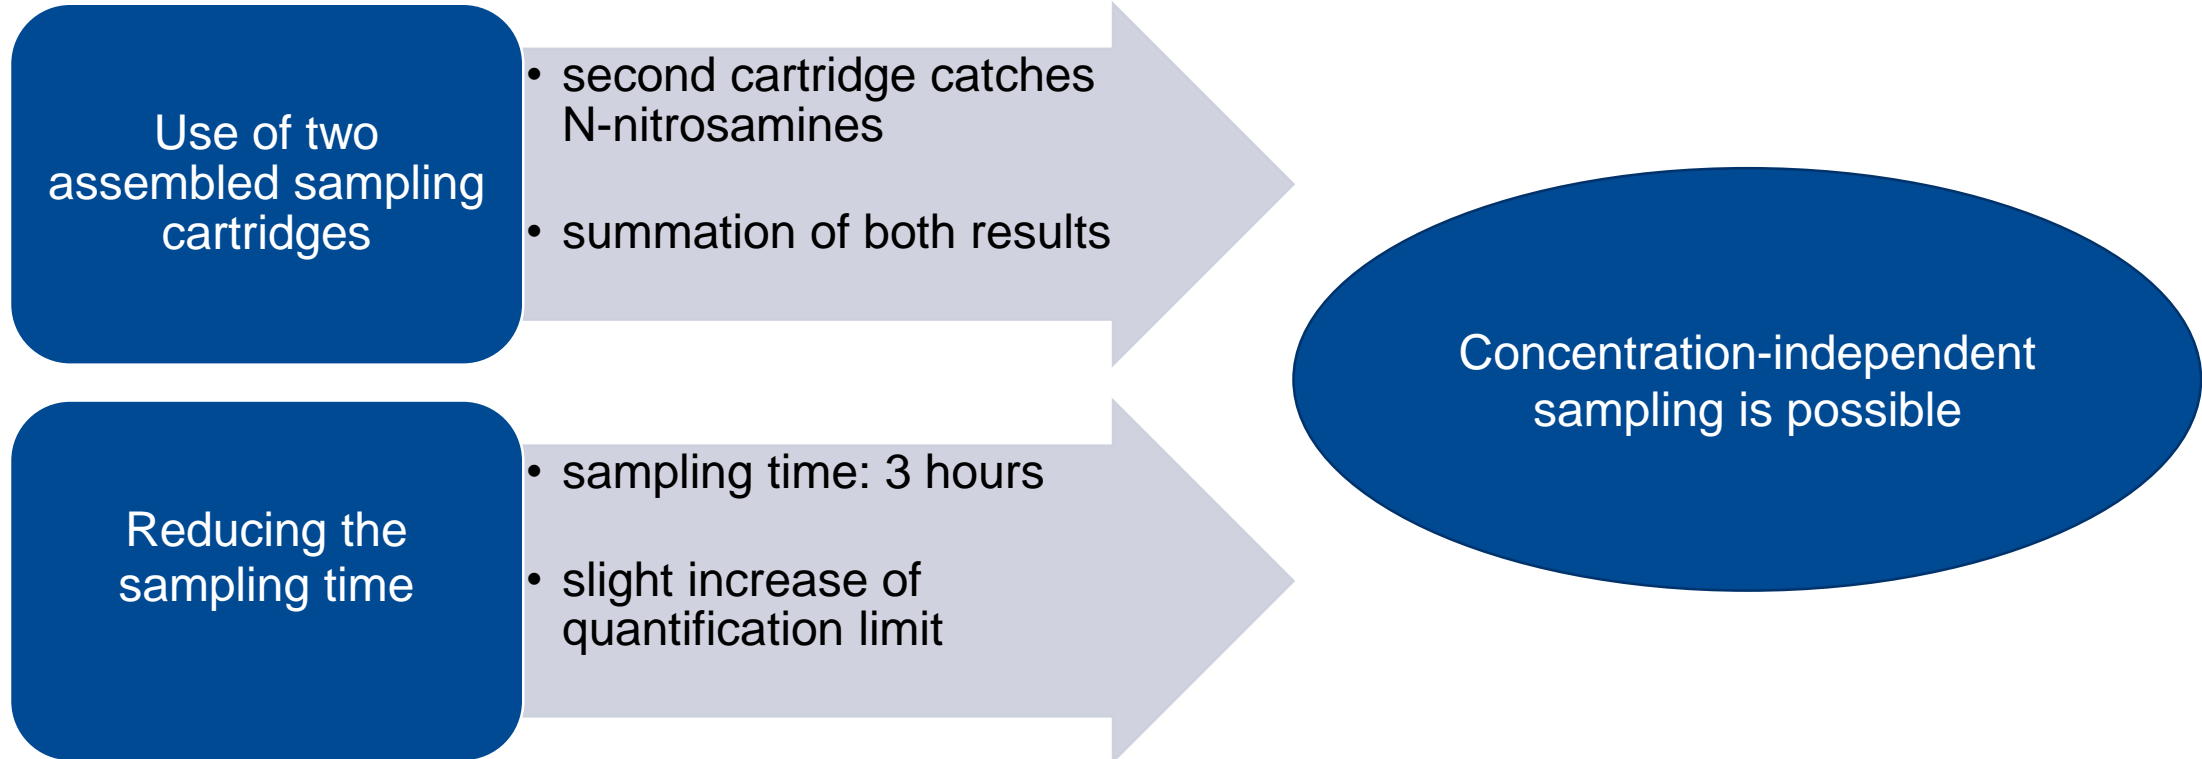 Use of two
assembled sampling
cartridges
• second cartridge catches
N-nitrosamines
• summation of both results
Reducing the
sampling time
• sampling time: 3 hours
• slight increase of
quantification limit
Concentration-independent
sampling is possible